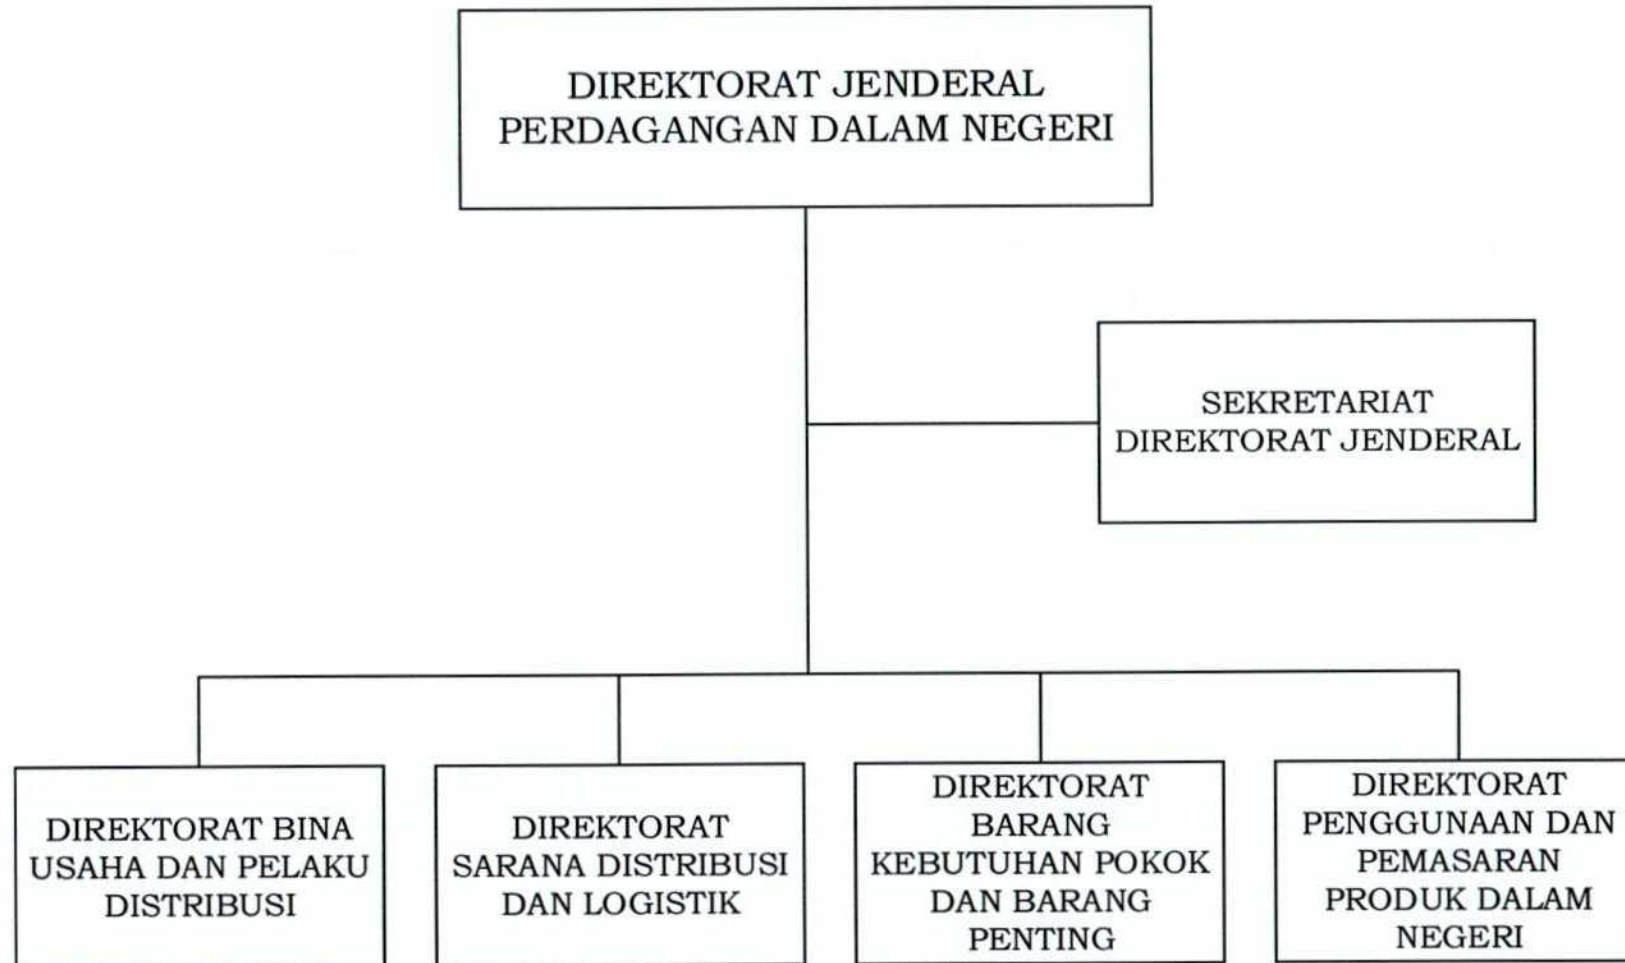 DIREKTORAT JENDERAL
PERDAGANGAN DALAM NEGERI
SEKRETARIAT
DIREKTORAT JENDERAL
DIREKTORAT BINA
USAHA DAN PELAKU
DISTRIBUSI
DIREKTORAT
SARANA DISTRIBUSI
DAN LOGISTIK
DIREKTORAT
BARANG
KEBUTUHAN POKOK
DAN BARANG
PENTING
DIREKTORAT
PENGGUNAAN DAN
PEMASARAN
PRODUK DALAM
NEGERI